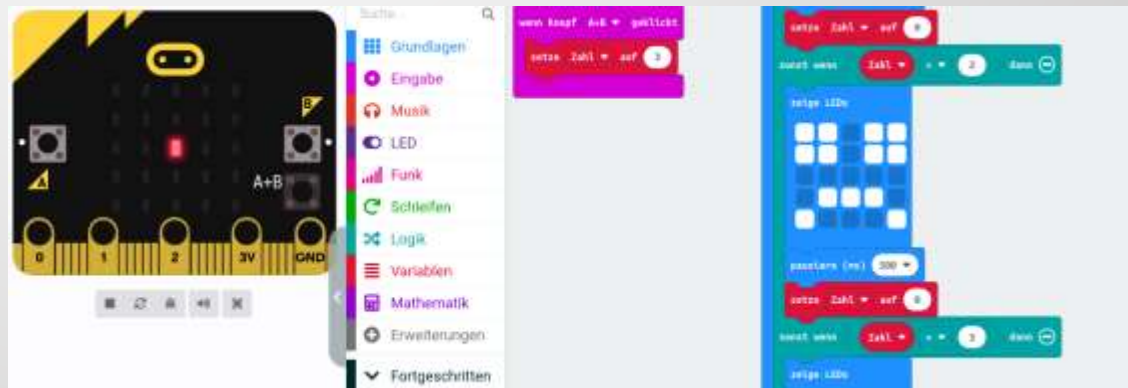 Suche...
B
A
A+B
0 1 2 3V GND
Grundlagen
Eingabe
Musik
LED
Funk
Schleifen
Logik
Variablen
Mathematik
Erweiterungen
Fortgeschritten
wenn Knopf A+B geklickt
setze Zahl auf 3
setze Zahl auf 0
sonst wenn Zahl = 2 dann
zeige LEDs
pausiere (ms) 500
setze Zahl auf 0
sonst wenn Zahl = 3 dann
zeige LEDs